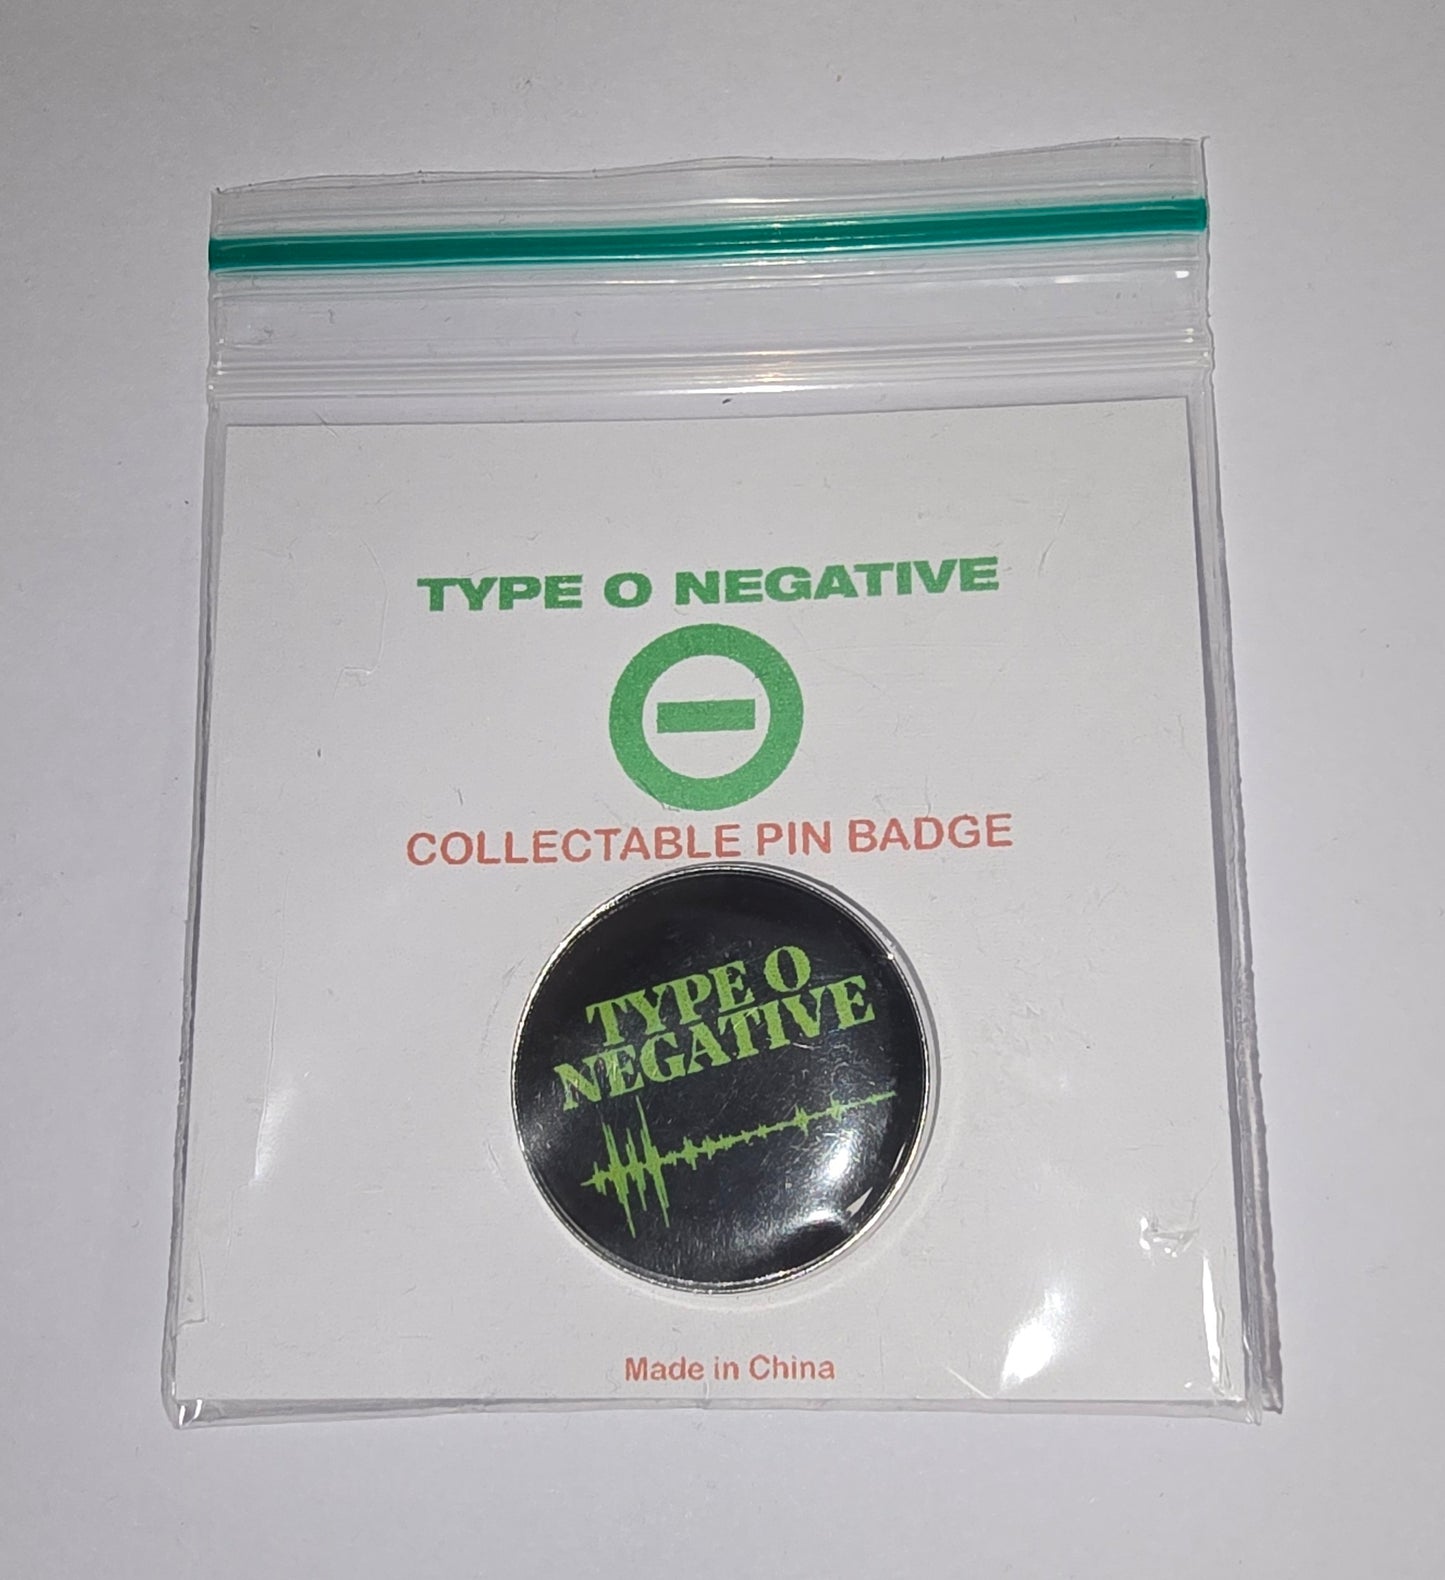 TYPE O NEGATIVE
COLLECTABLE PIN BADGE
TYPE O
NEGATIVE
Made in China